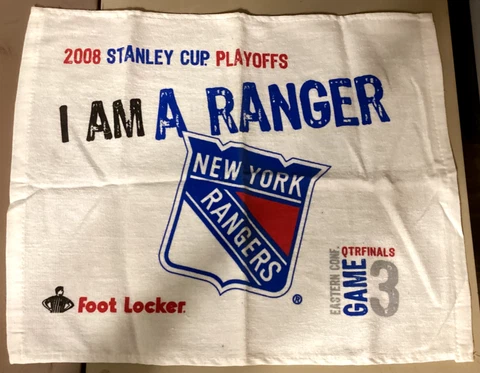 2008 STANLEY CUP PLAYOFFS
I AM A RANGER
NEW YORK
RANGERS
®
EASTERN CONF.
QTRFINALS
GAME
3
Foot Locker.